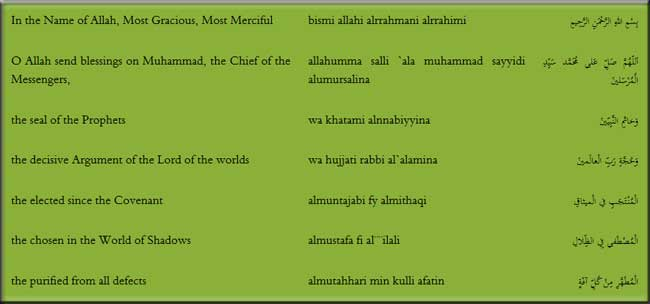 In the Name of Allah, Most Gracious, Most Merciful
bismi allahi alrrahmani alrrahimi
بِسْمِ اللَّهِ الرَّحْمَنِ الرَّحِيمِ
O Allah send blessings on Muhammad, the Chief of the
Messengers,
allahumma salli `ala muhammad sayyidi
alumursalina
اَللَّهُمَّ صَلِّ عَلَى مُحَمَّد سَيِّدِ
الْمُرْسَلِينَ
the seal of the Prophets
wa khatami alnnabiyyina
وَخَاتَمِ النَّبِيِّينَ
the decisive Argument of the Lord of the worlds
wa hujjati rabbi al`alamina
وَحُجَّةِ رَبِّ الْعَالَمِينَ
the elected since the Covenant
almuntajabi fy almithaqi
الْمُنْتَجَبِ فِي الْمِيثَاقِ
the chosen in the World of Shadows
almustafa fi al¨¨ilali
الْمُصْطَفَى فِي الظِّلاَلِ
the purified from all defects
almutahhari min kulli afatin
الْمُطَهَّرِ مِنْ كُلِّ آفَةٍ